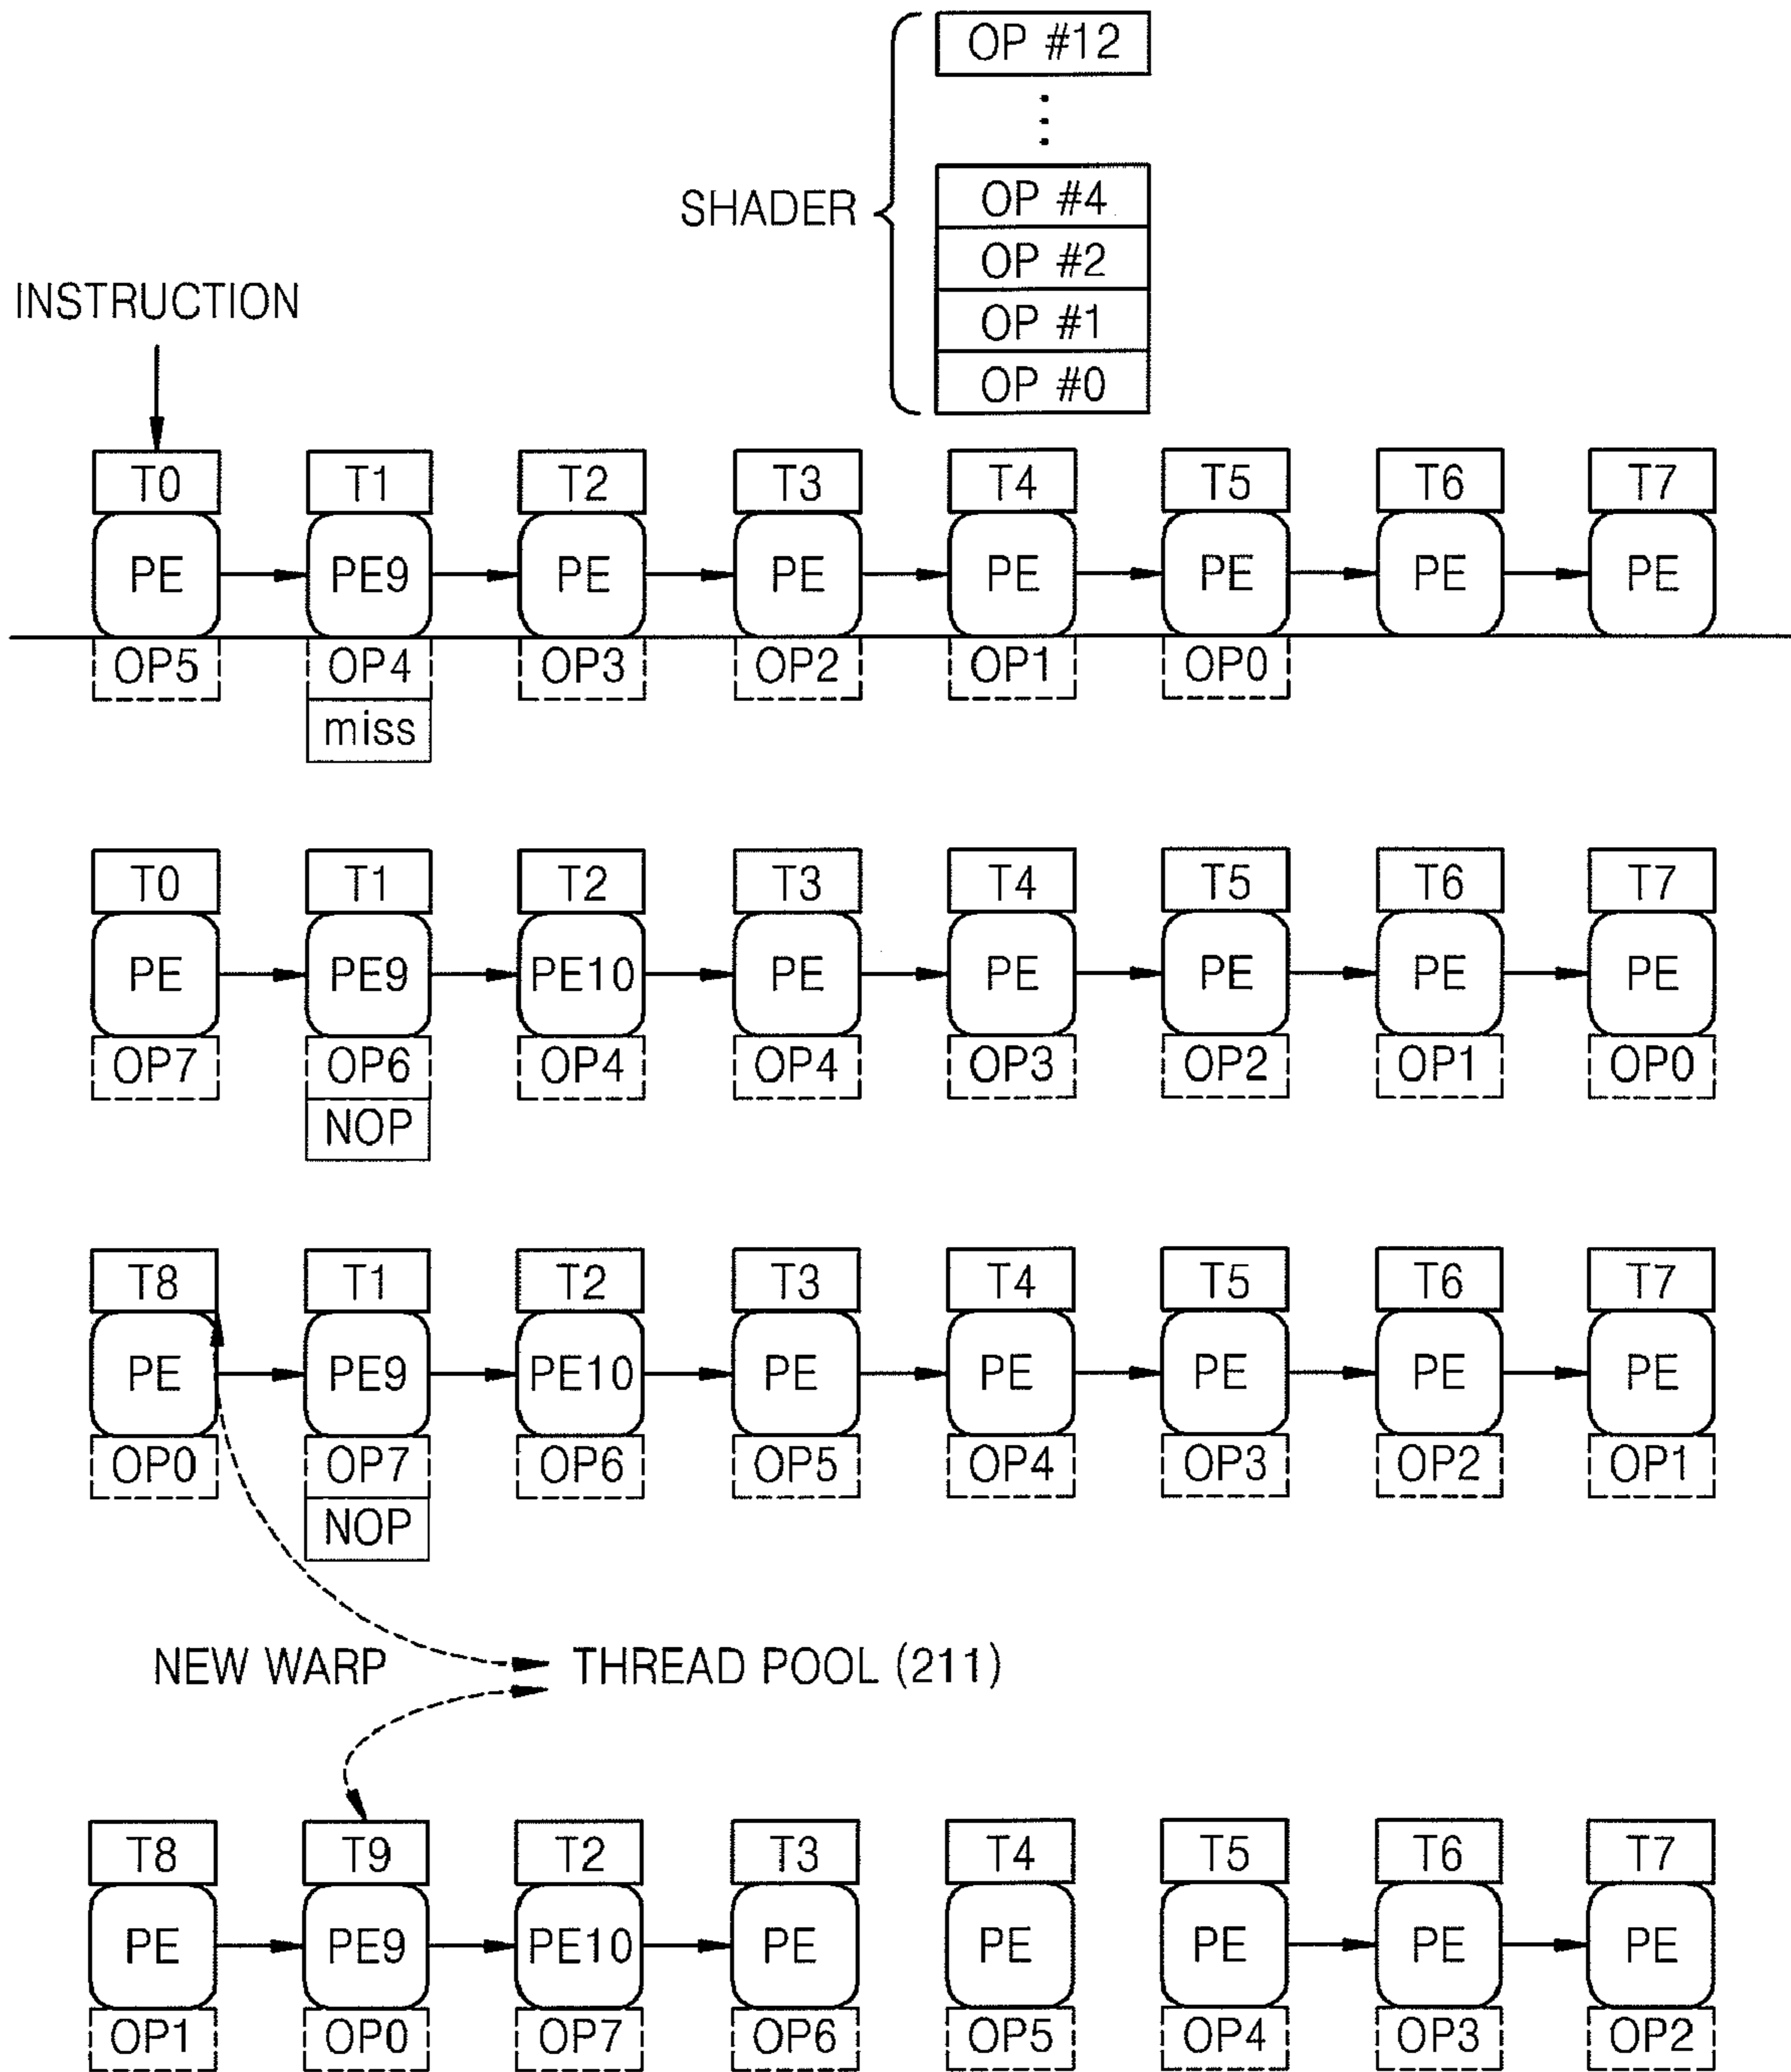 OP #12
OP #4
SHADER
OP #2
INSTRUCTION
OP #1
OP #0
T0 T1 T2 T3 T4 T5 T6 T7
PE PE9 PE PE PE PE PE PE
OP5 OP4 OP3 OP2 OP1 OP0
miss
T0 T1 T2 T3 T4 T5 T6 T7
PE PE9 PE10 PE PE PE PE PE
OP7 OP6 OP4 OP4 OP3 OP2 OP1 OP0
NOP
T8 T1 T2 T3 T4 T5 T6 T7
PE PE9 PE10 PE PE PE PE PE
OP0 OP7 OP6 OP5 OP4 OP3 OP2 OP1
NOP
NEW WARP THREAD POOL (211)
T8 T9 T2 T3 T4 T5 T6 T7
PE PE9 PE10 PE PE PE PE PE
OP1 OP0 OP7 OP6 OP5 OP4 OP3 OP2